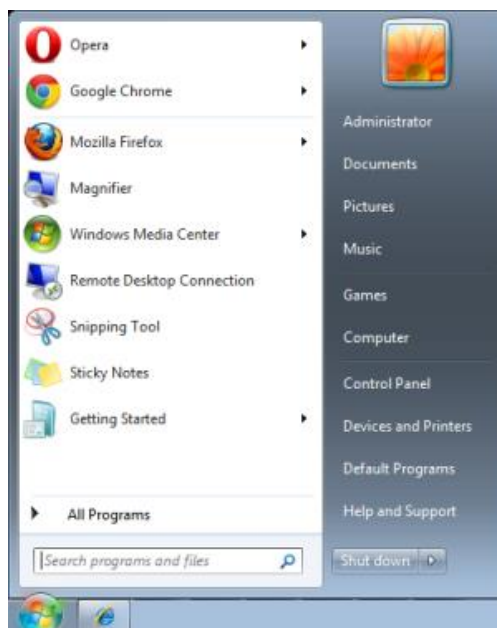 Opera
Google Chrome
Mozilla Firefox
Magnifier
Windows Media Center
Remote Desktop Connection
Snipping Tool
Sticky Notes
Getting Started
All Programs
Search programs and files
Administrator
Documents
Pictures
Music
Games
Computer
Control Panel
Devices and Printers
Default Programs
Help and Support
Shut down